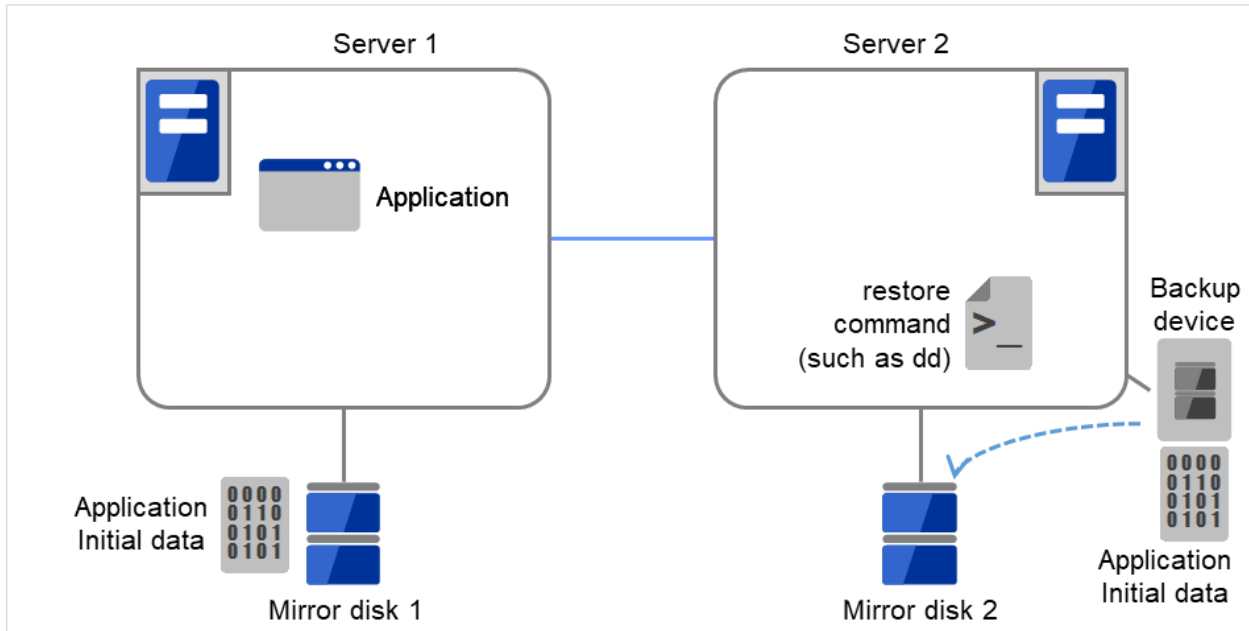 Server 1
Server 2
Application
restore
command
(such as dd)
>_
Backup
device
Application
Initial data
0000
0110
0101
0101
Mirror disk 1
Mirror disk 2
0000
0110
0101
0101
Application
Initial data